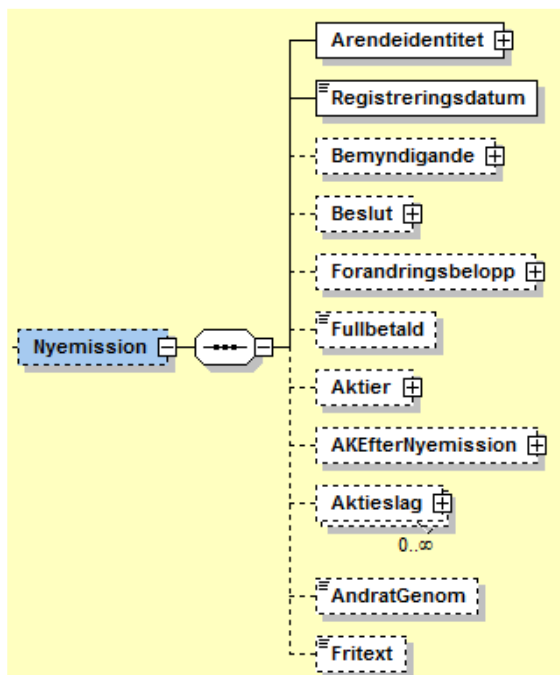 Arendeidentitet
Registreringsdatum
Bemyndigande
Beslut
Forandringsbelopp
Fullbetald
Nyemission
Aktier
AKEfterNyemission
Aktieslag
0..∞
AndratGenom
Fritext